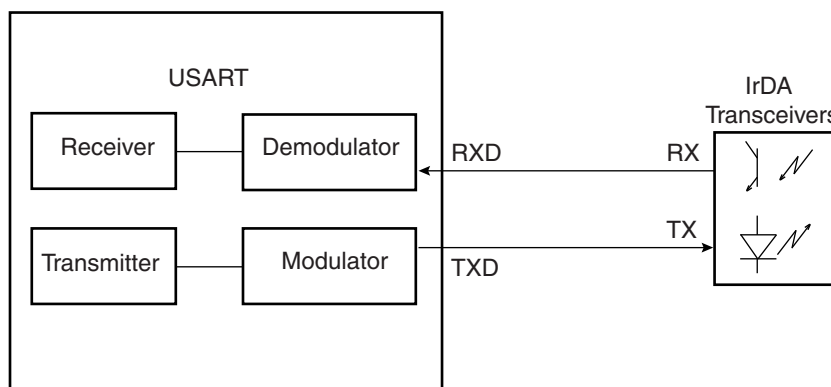 USART
IrDA
Transceivers
Receiver
Demodulator
RXD
RX
Transmitter
Modulator
TXD
TX